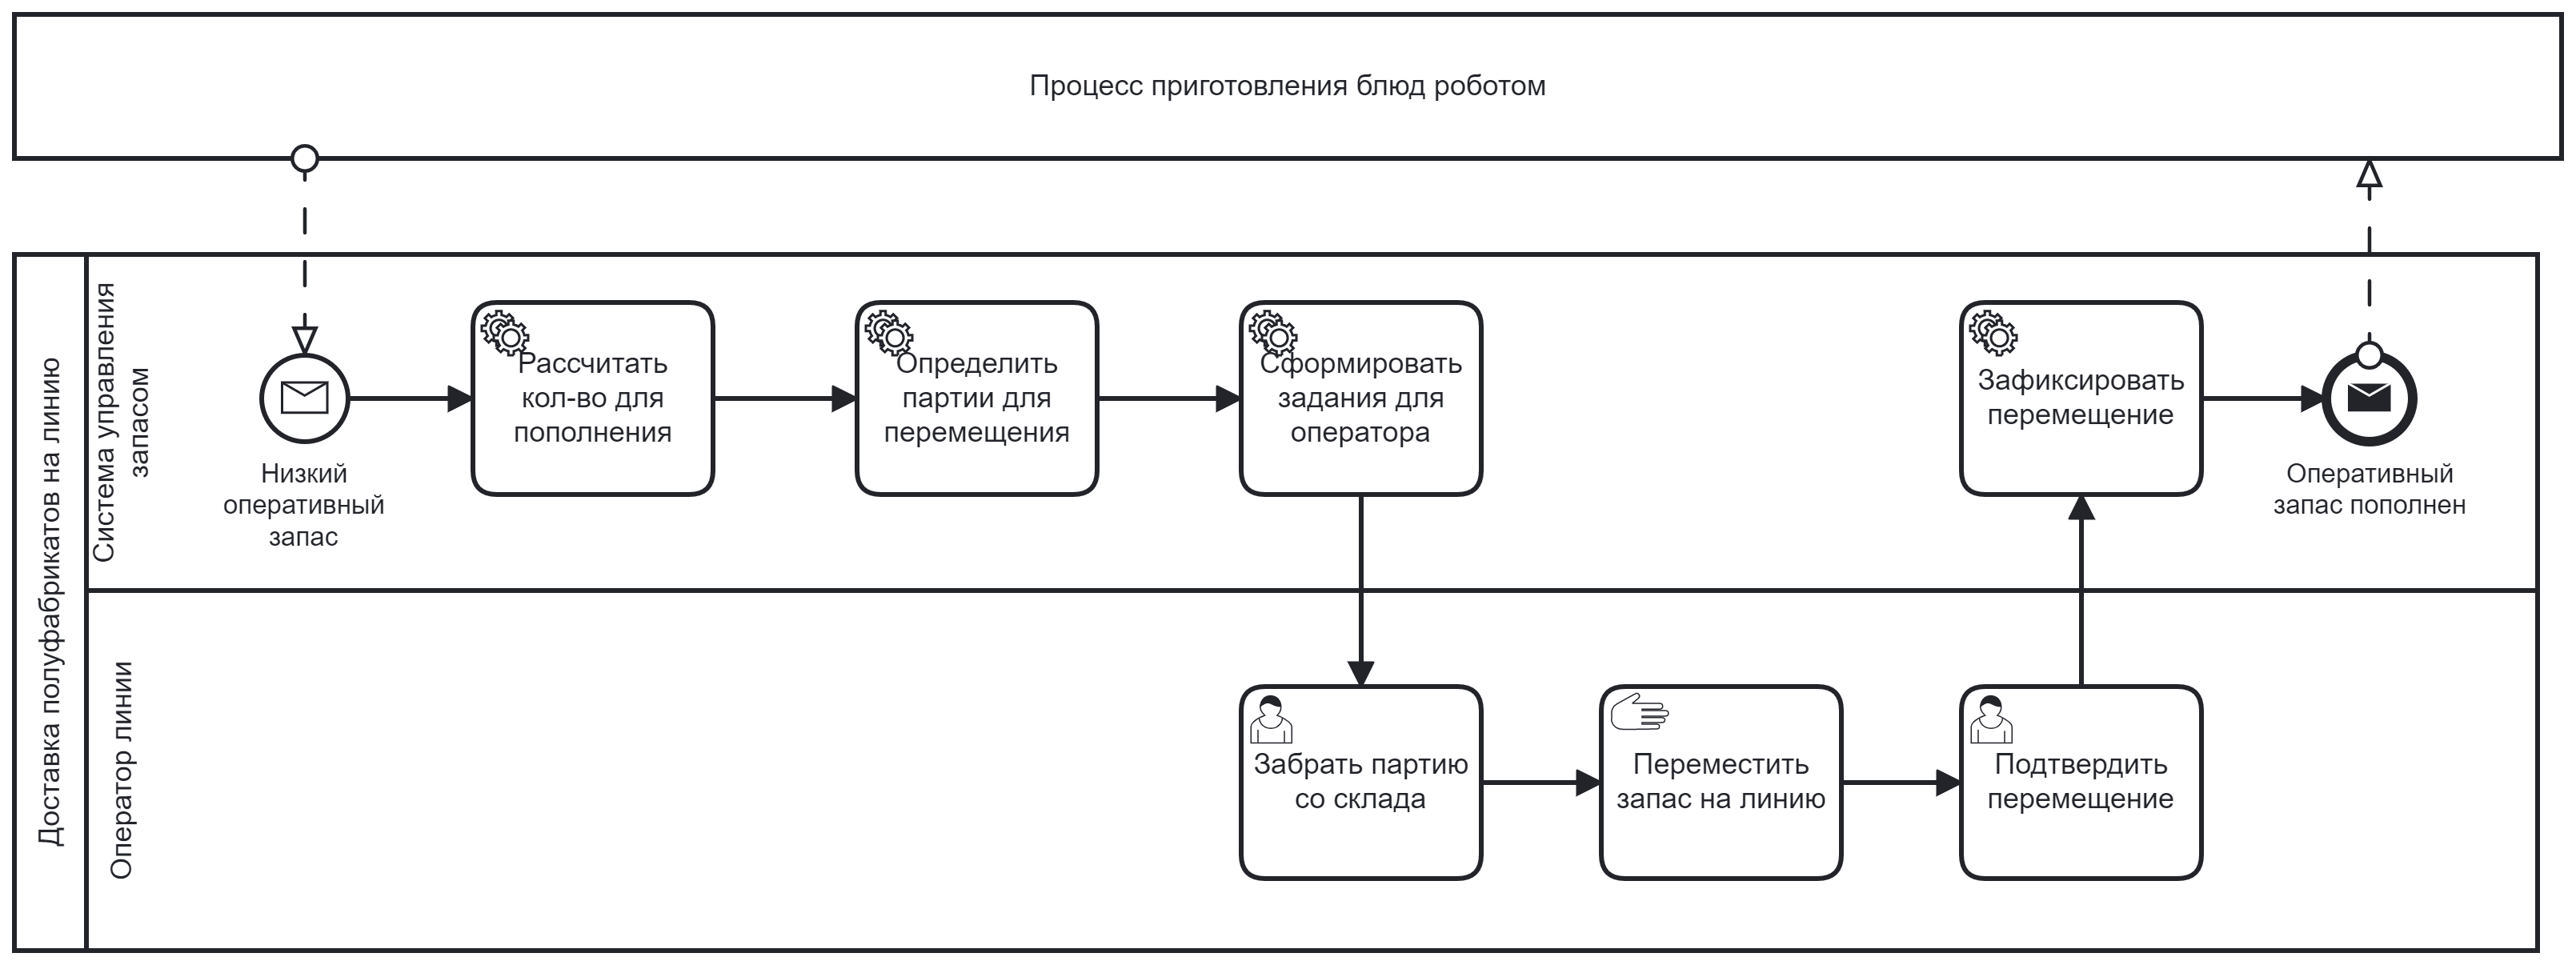 Процесс приготовления блюд роботом
Доставка полуфабрикатов на линию
Система управления
запасом
Низкий
оперативный
запас
Рассчитать
кол-во для
пополнения
Определить
партии для
перемещения
Сформировать
задания для
оператора
Зафиксировать
перемещение
Оперативный
запас пополнен
Оператор линии
Забрать партию
со склада
Переместить
запас на линию
Подтвердить
перемещение